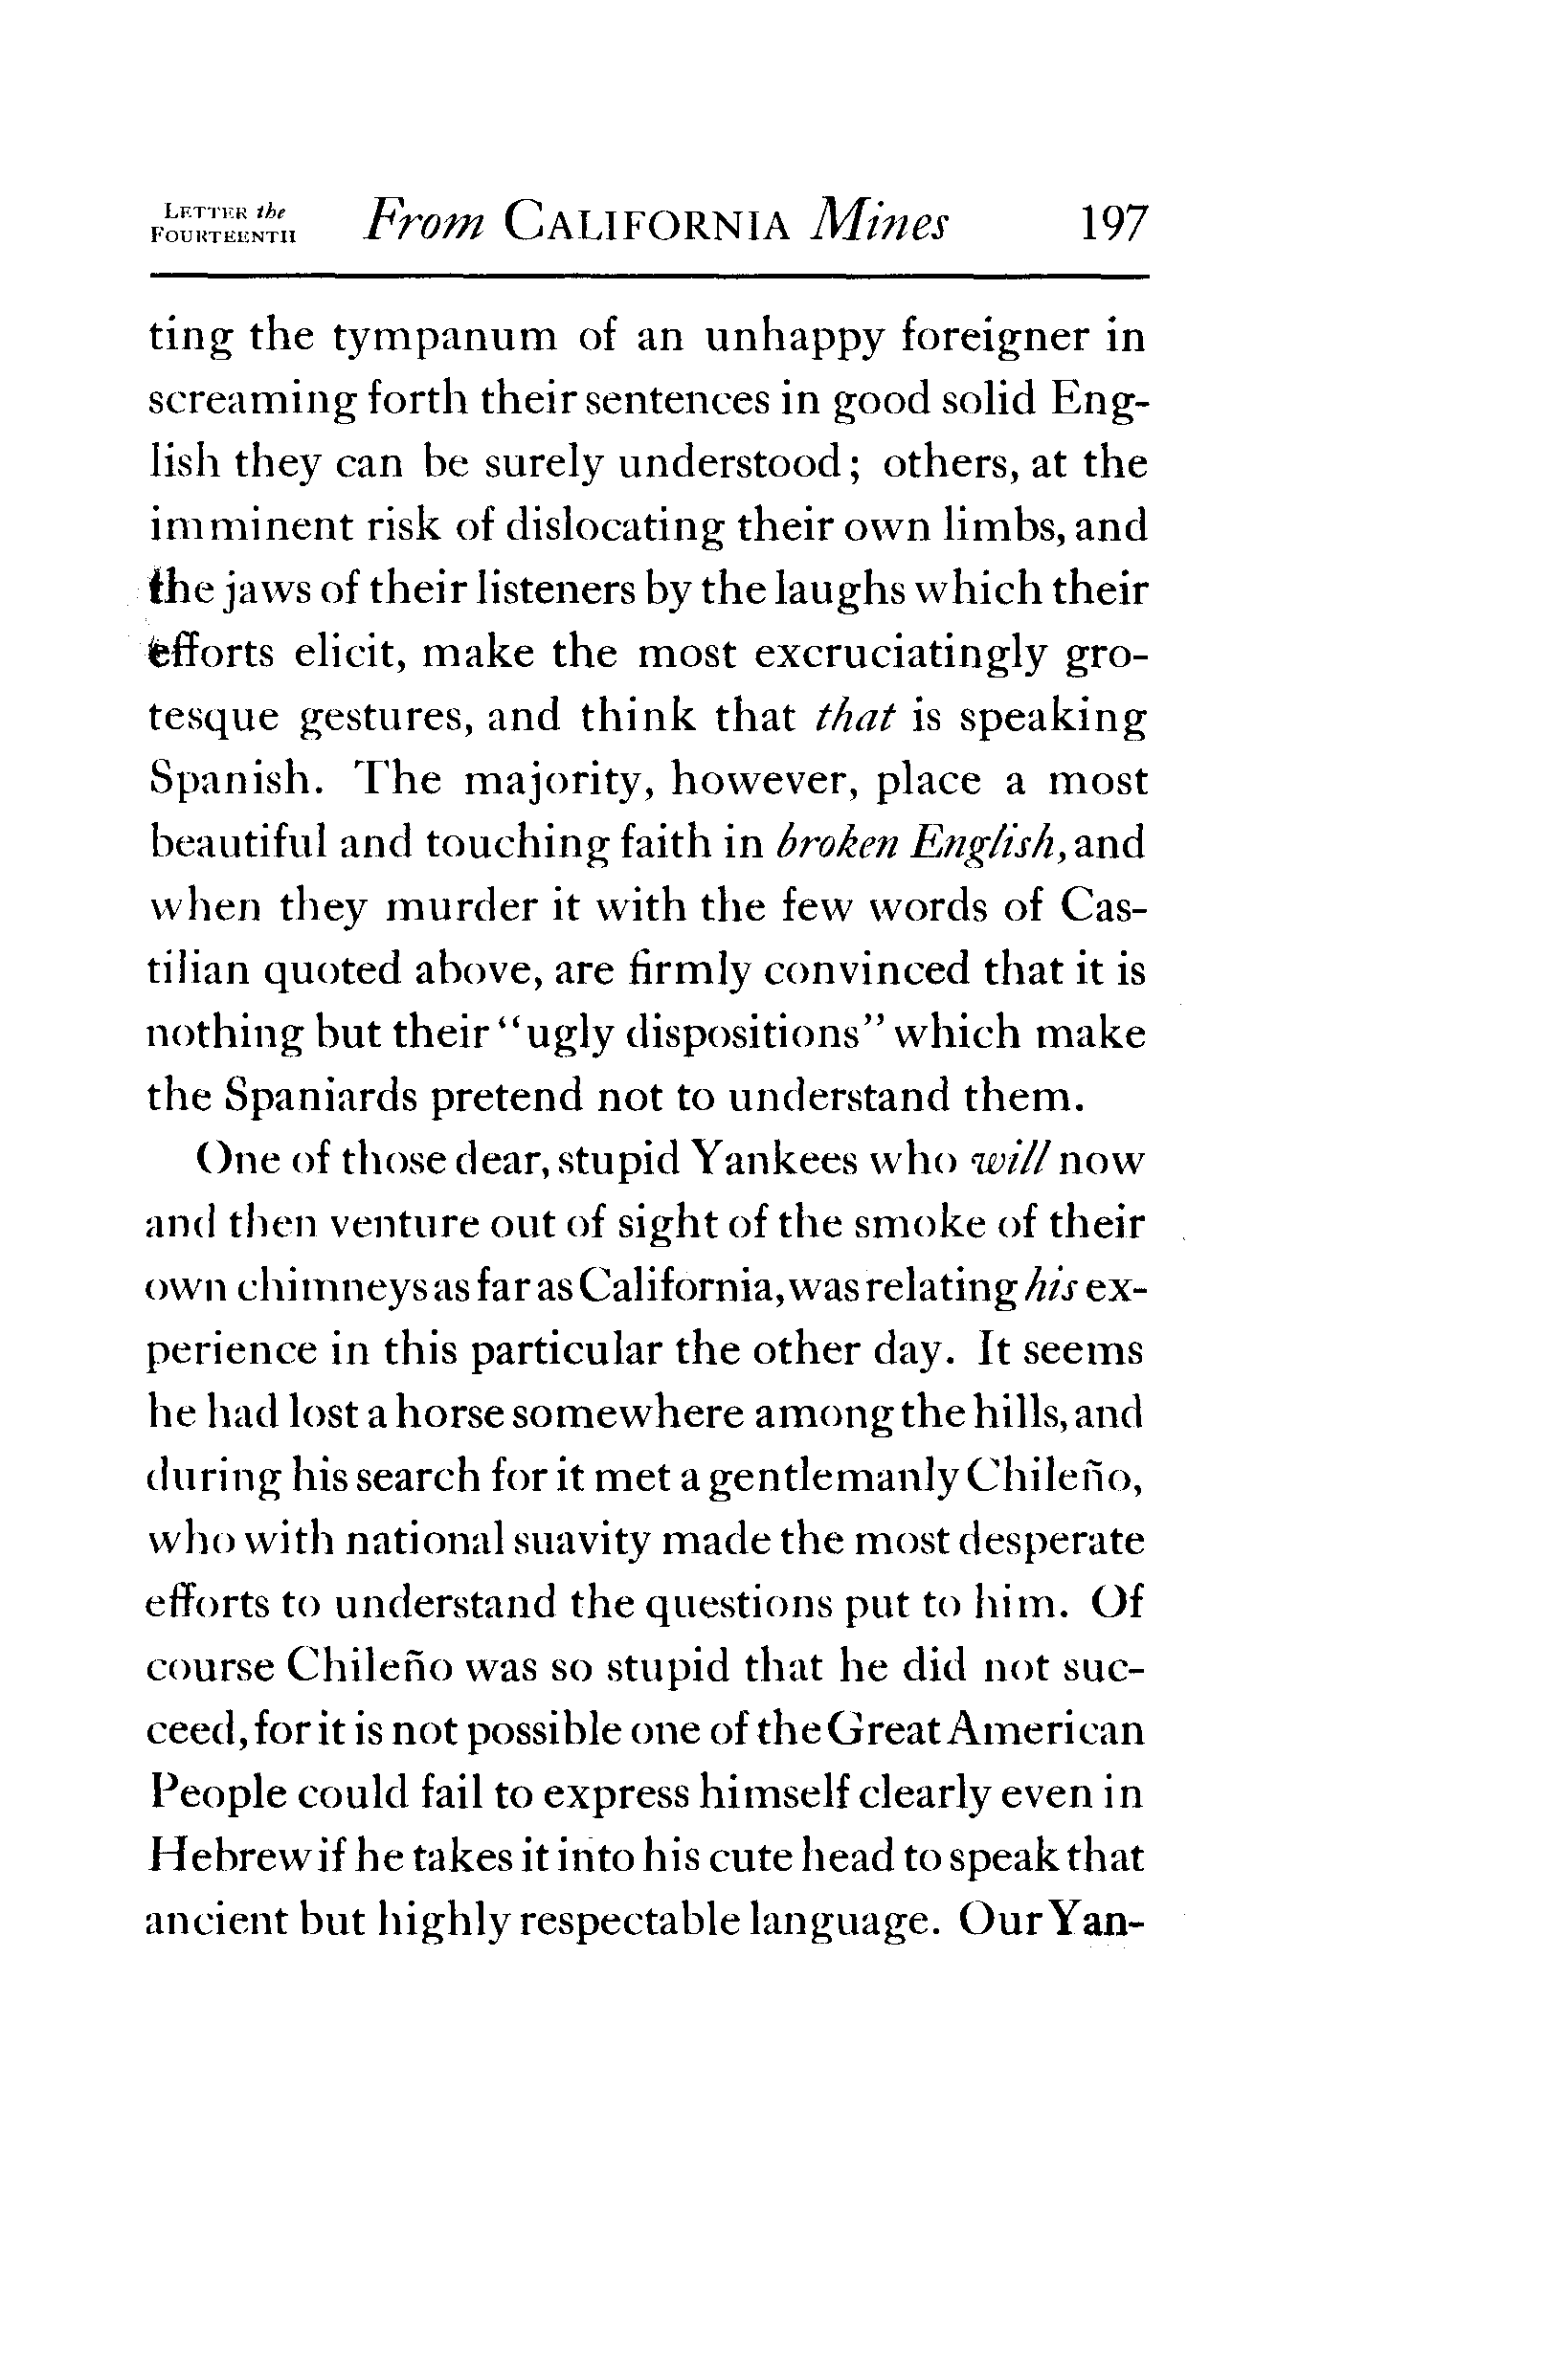 LETTER the
FOURTEENTH
From CALIFORNIA Mines 197
ting the tympanum of an unhappy foreigner in
screaming forth their sentences in good solid Eng-
lish they can be surely understood; others, at the
imminent risk of dislocating their own limbs, and
the jaws of their listeners by the laughs which their
efforts elicit, make the most excruciatingly gro-
tesque gestures, and think that that is speaking
Spanish. The majority, however, place a most
beautiful and touching faith in broken English, and
when they murder it with the few words of Cas-
tilian quoted above, are firmly convinced that it is
nothing but their "ugly dispositions" which make
the Spaniards pretend not to understand them.
One of those dear, stupid Yankees who will now
and then venture out of sight of the smoke of their
own chimneys as far as California, was relating his ex-
perience in this particular the other day. It seems
he had lost a horse somewhere among the hills, and
during his search for it met a gentlemanly Chileño,
who with national suavity made the most desperate
efforts to understand the questions put to him. Of
course Chileño was so stupid that he did not suc-
ceed, for it is not possible one of the Great American
People could fail to express himself clearly even in
Hebrew if he takes it into his cute head to speak that
ancient but highly respectable language. Our Yan-